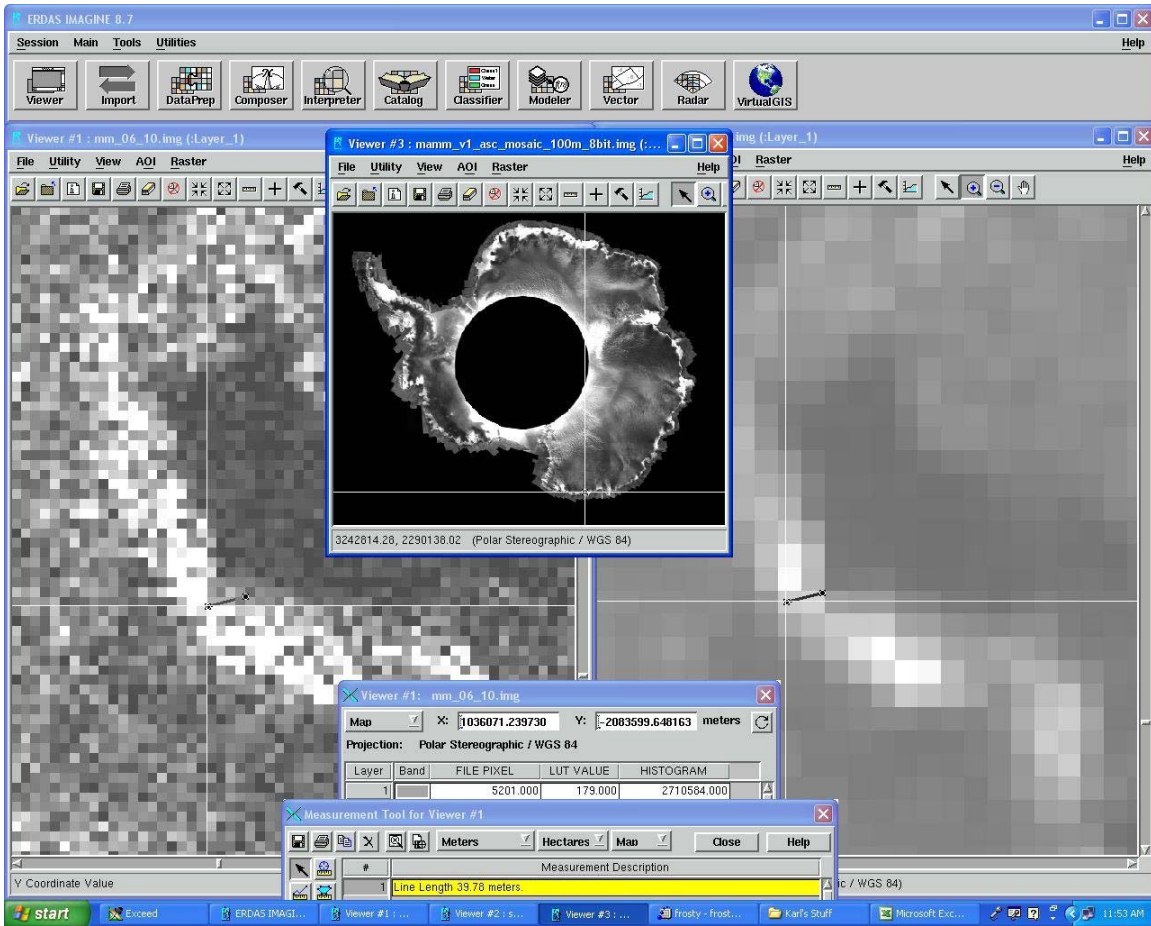 ERDAS IMAGINE 8.7
Session Main Tools Utilities Help
Viewer Import DataPrep Composer Interpreter Catalog Classifier Modeler Vector Radar VirtualGIS
Viewer #1 : mm_06_10.img (:Layer_1)
File Utility View AOI Raster
Viewer #3 : mamm_v1_asc_mosaic_100m_8bit.img (:...
File Utility View AOI Raster Help
img (:Layer_1)
OI Raster Help
3242814.28, 2290138.02 (Polar Stereographic / WGS 84)
Viewer #1: mm_06_10.img
Map X: 1036071.239730 Y: -2083599.648163 meters
Projection: Polar Stereographic / WGS 84
Layer Band FILE PIXEL LUT VALUE HISTOGRAM
1 5201.000 179.000 2710584.000
Measurement Tool for Viewer #1
Meters Hectares Map Close Help
# Measurement Description
1 Line Length 39.78 meters.
Y Coordinate Value
ic / WGS 84)
start Exceed ERDAS IMAGI... Viewer #1 : ... Viewer #2 : s... Viewer #3 : ... frosty - frost... Karl's Stuff Microsoft Exc... 11:53 AM